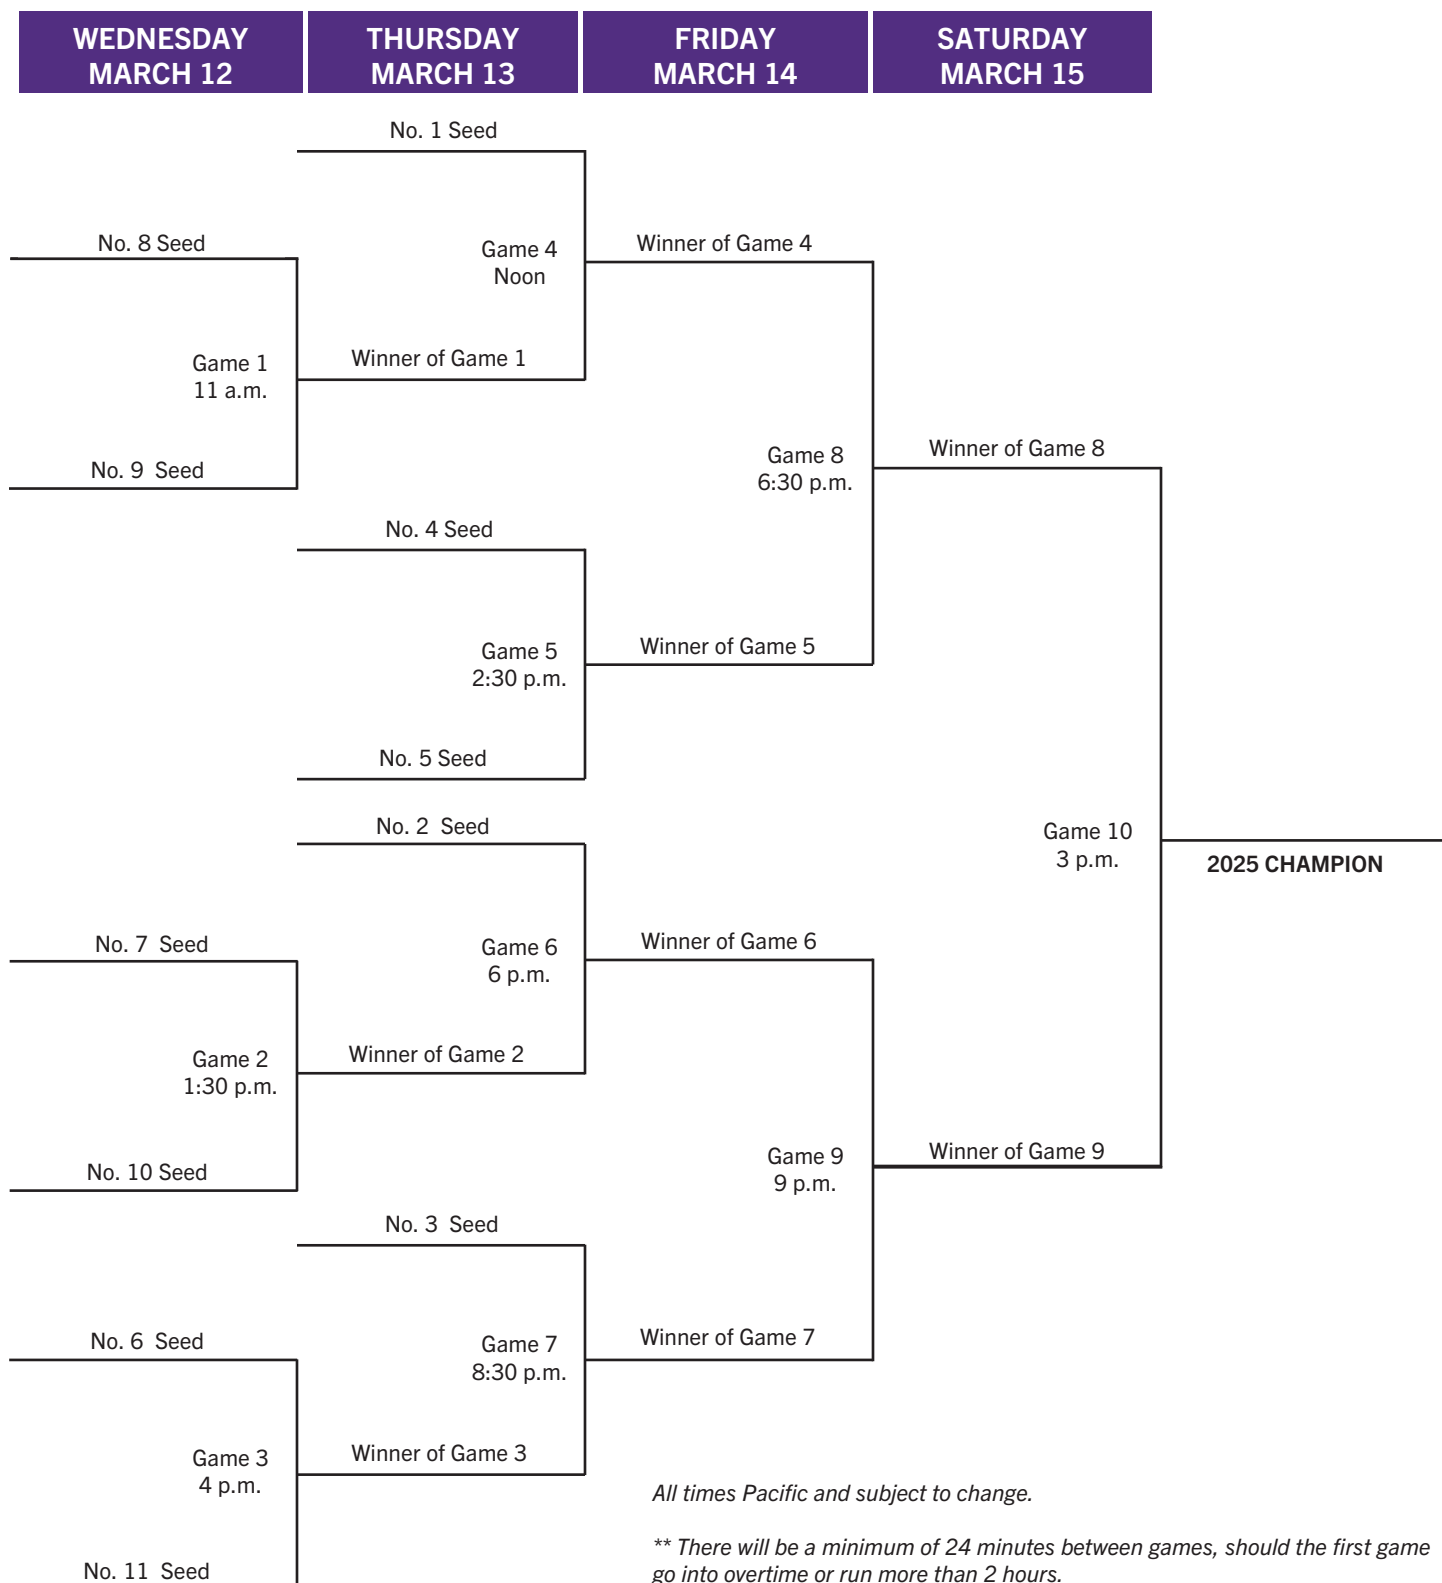 WEDNESDAY
MARCH 12
THURSDAY
MARCH 13
FRIDAY
MARCH 14
SATURDAY
MARCH 15
No. 1 Seed
No. 8 Seed
Game 4
Noon
Winner of Game 4
Game 1
11 a.m.
Winner of Game 1
No. 9 Seed
Game 8
6:30 p.m.
Winner of Game 8
No. 4 Seed
Game 5
2:30 p.m.
Winner of Game 5
No. 5 Seed
No. 2 Seed
Game 10
3 p.m.
2025 CHAMPION
No. 7 Seed
Game 6
6 p.m.
Winner of Game 6
Game 2
1:30 p.m.
Winner of Game 2
No. 10 Seed
Game 9
9 p.m.
Winner of Game 9
No. 3 Seed
No. 6 Seed
Game 7
8:30 p.m.
Winner of Game 7
Game 3
4 p.m.
Winner of Game 3
No. 11 Seed
All times Pacific and subject to change.
** There will be a minimum of 24 minutes between games, should the first game
go into overtime or run more than 2 hours.